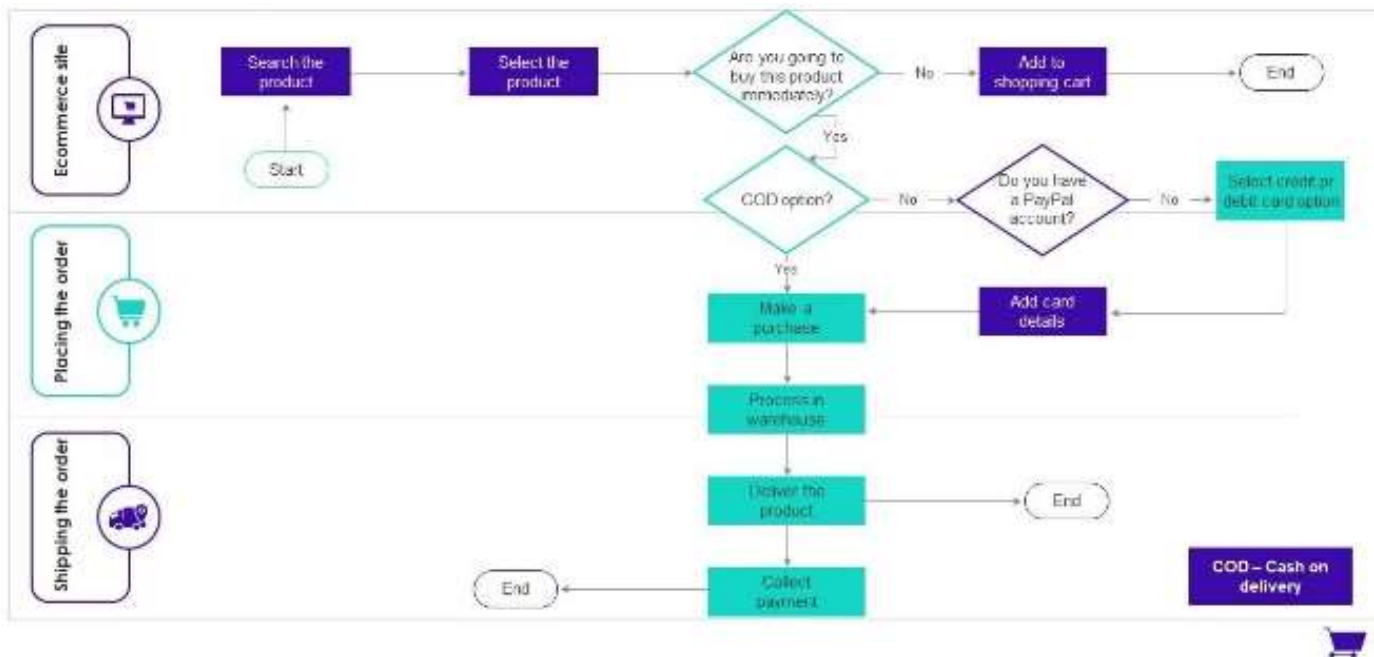 Ecommerce site
Search the
product
Select the
product
Are you going to
buy this product
immediately?
No
Add to
shopping cart
End
Start
Yes
COD option?
No
Do you have
a PayPal
account?
No
Select credit or
debit card option
Placing the order
Yes
Make a
purchase
Add card
details
Process in
warehouse
Shipping the order
Deliver the
product
End
Collect
payment
End
COD – Cash on
delivery